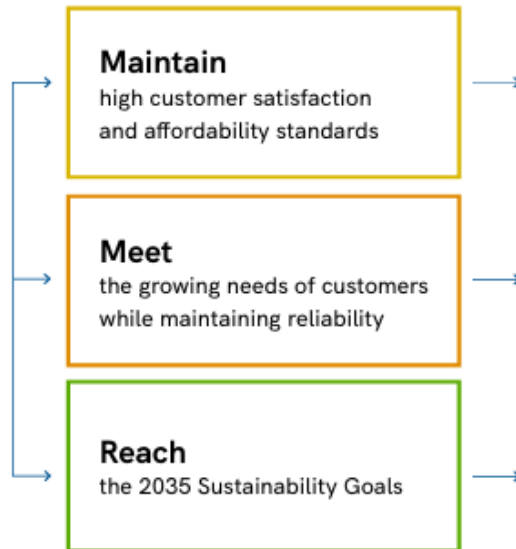 Maintain
high customer satisfaction
and affordability standards
Meet
the growing needs of customers
while maintaining reliability
Reach
the 2035 Sustainability Goals